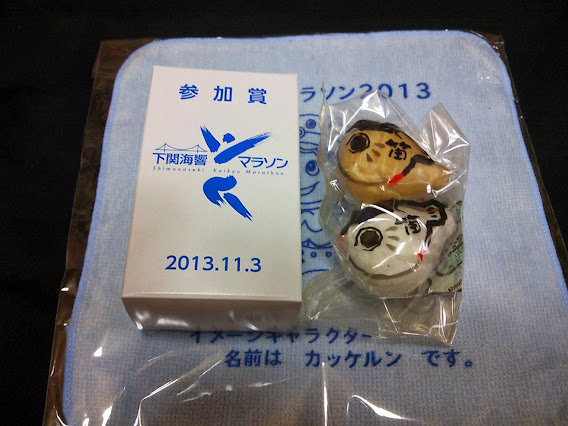 参加賞
下関海響マラソン
Shimonoseki Kaikyo Marathon
2013.11.3
ラソン2013
笛
笛
イメージキャラクター
名前は カッケルン です。